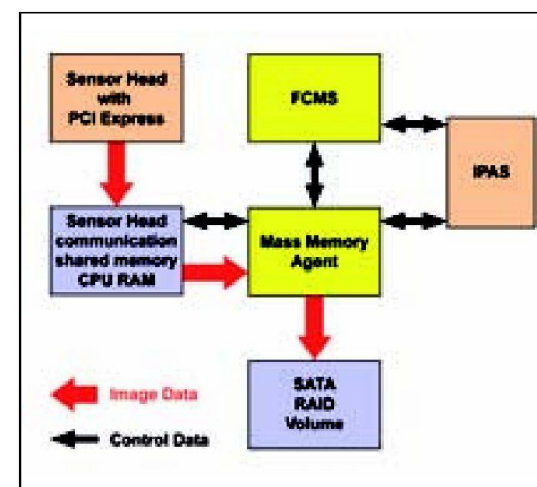 Sensor Head
with
PCI Express
FCMS
IPAS
Sensor Head
communication
shared memory
CPU RAM
Mass Memory
Agent
SATA
RAID
Volume
Image Data
Control Data